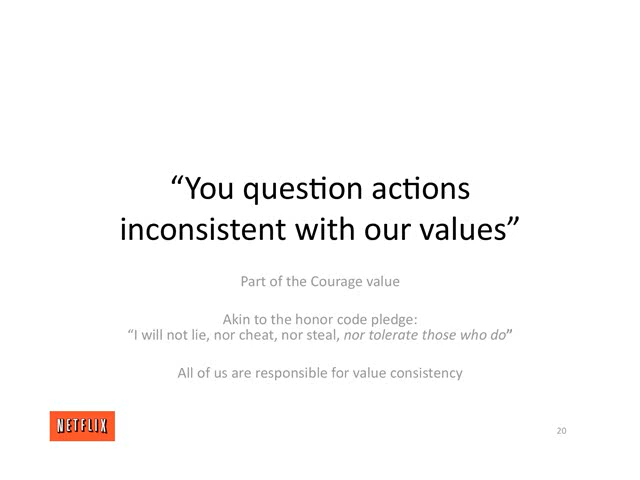 “You question actions
inconsistent with our values”
Part of the Courage value
Akin to the honor code pledge:
“I will not lie, nor cheat, nor steal, nor tolerate those who do”
All of us are responsible for value consistency
NETFLIX
20